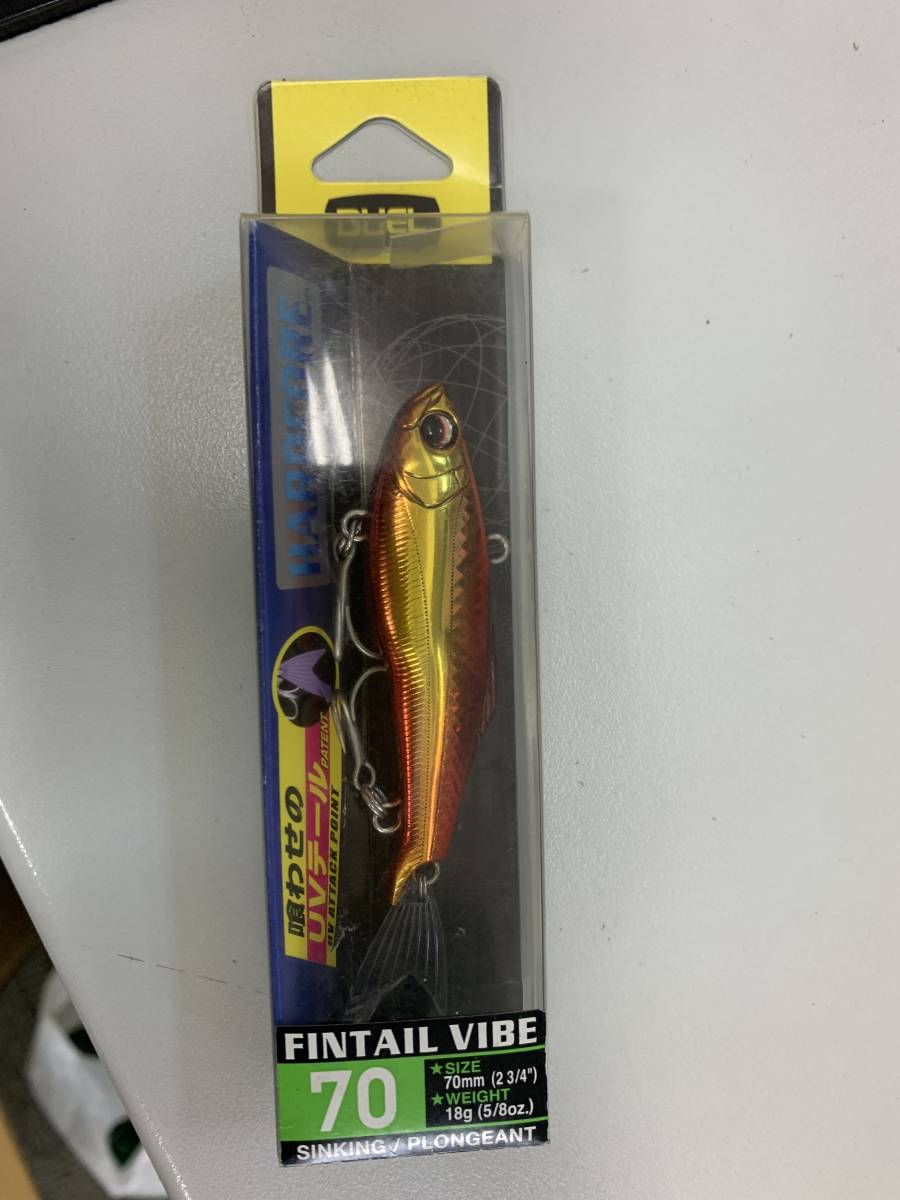 DUEL
HARDCORE
喰わせの
UVテール
PATENT
UV ATTACK POINT
FINTAIL VIBE
70
★SIZE
70mm (2 3/4")
★WEIGHT
18g (5/8oz.)
SINKING / PLONGEANT